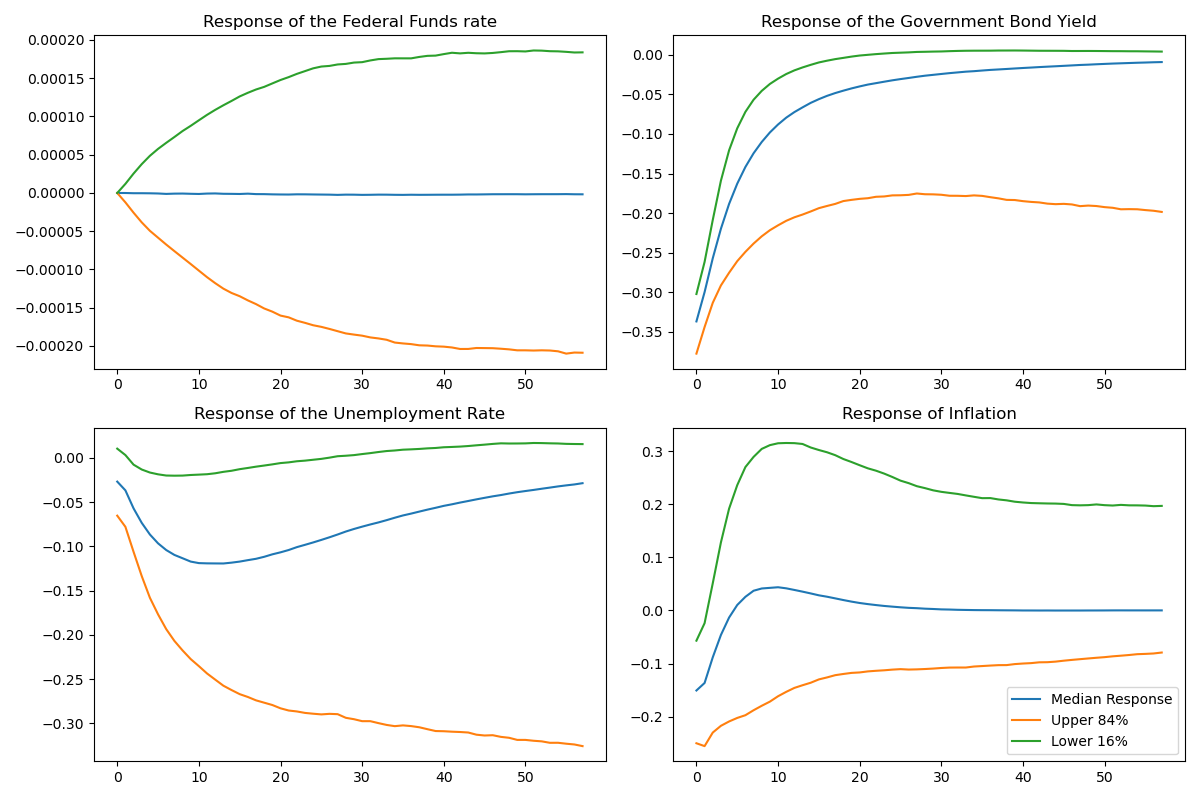 Response of the Federal Funds rate
0.00020
0.00015
0.00010
0.00005
0.00000
−0.00005
−0.00010
−0.00015
−0.00020
0 10 20 30 40 50
Response of the Government Bond Yield
0.00
−0.05
−0.10
−0.15
−0.20
−0.25
−0.30
−0.35
0 10 20 30 40 50
Response of the Unemployment Rate
0.00
−0.05
−0.10
−0.15
−0.20
−0.25
−0.30
0 10 20 30 40 50
Response of Inflation
0.3
0.2
0.1
0.0
−0.1
−0.2
0 10 20 30 40 50
Median Response
Upper 84%
Lower 16%